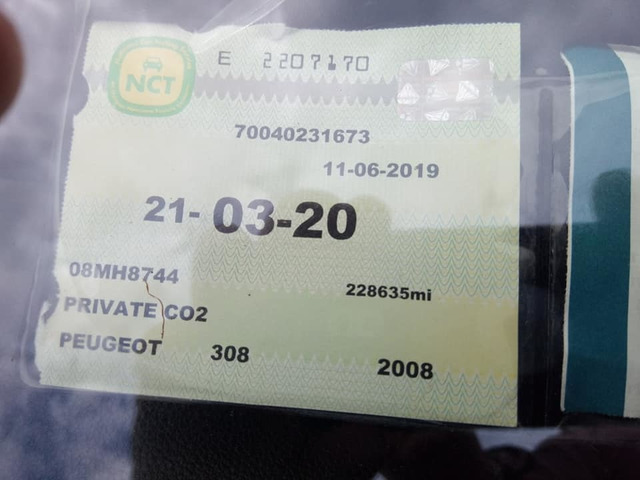 NCT
E 2207170
70040231673
11-06-2019
21-03-20
08MH8744
228635mi
PRIVATE CO2
PEUGEOT 308 2008